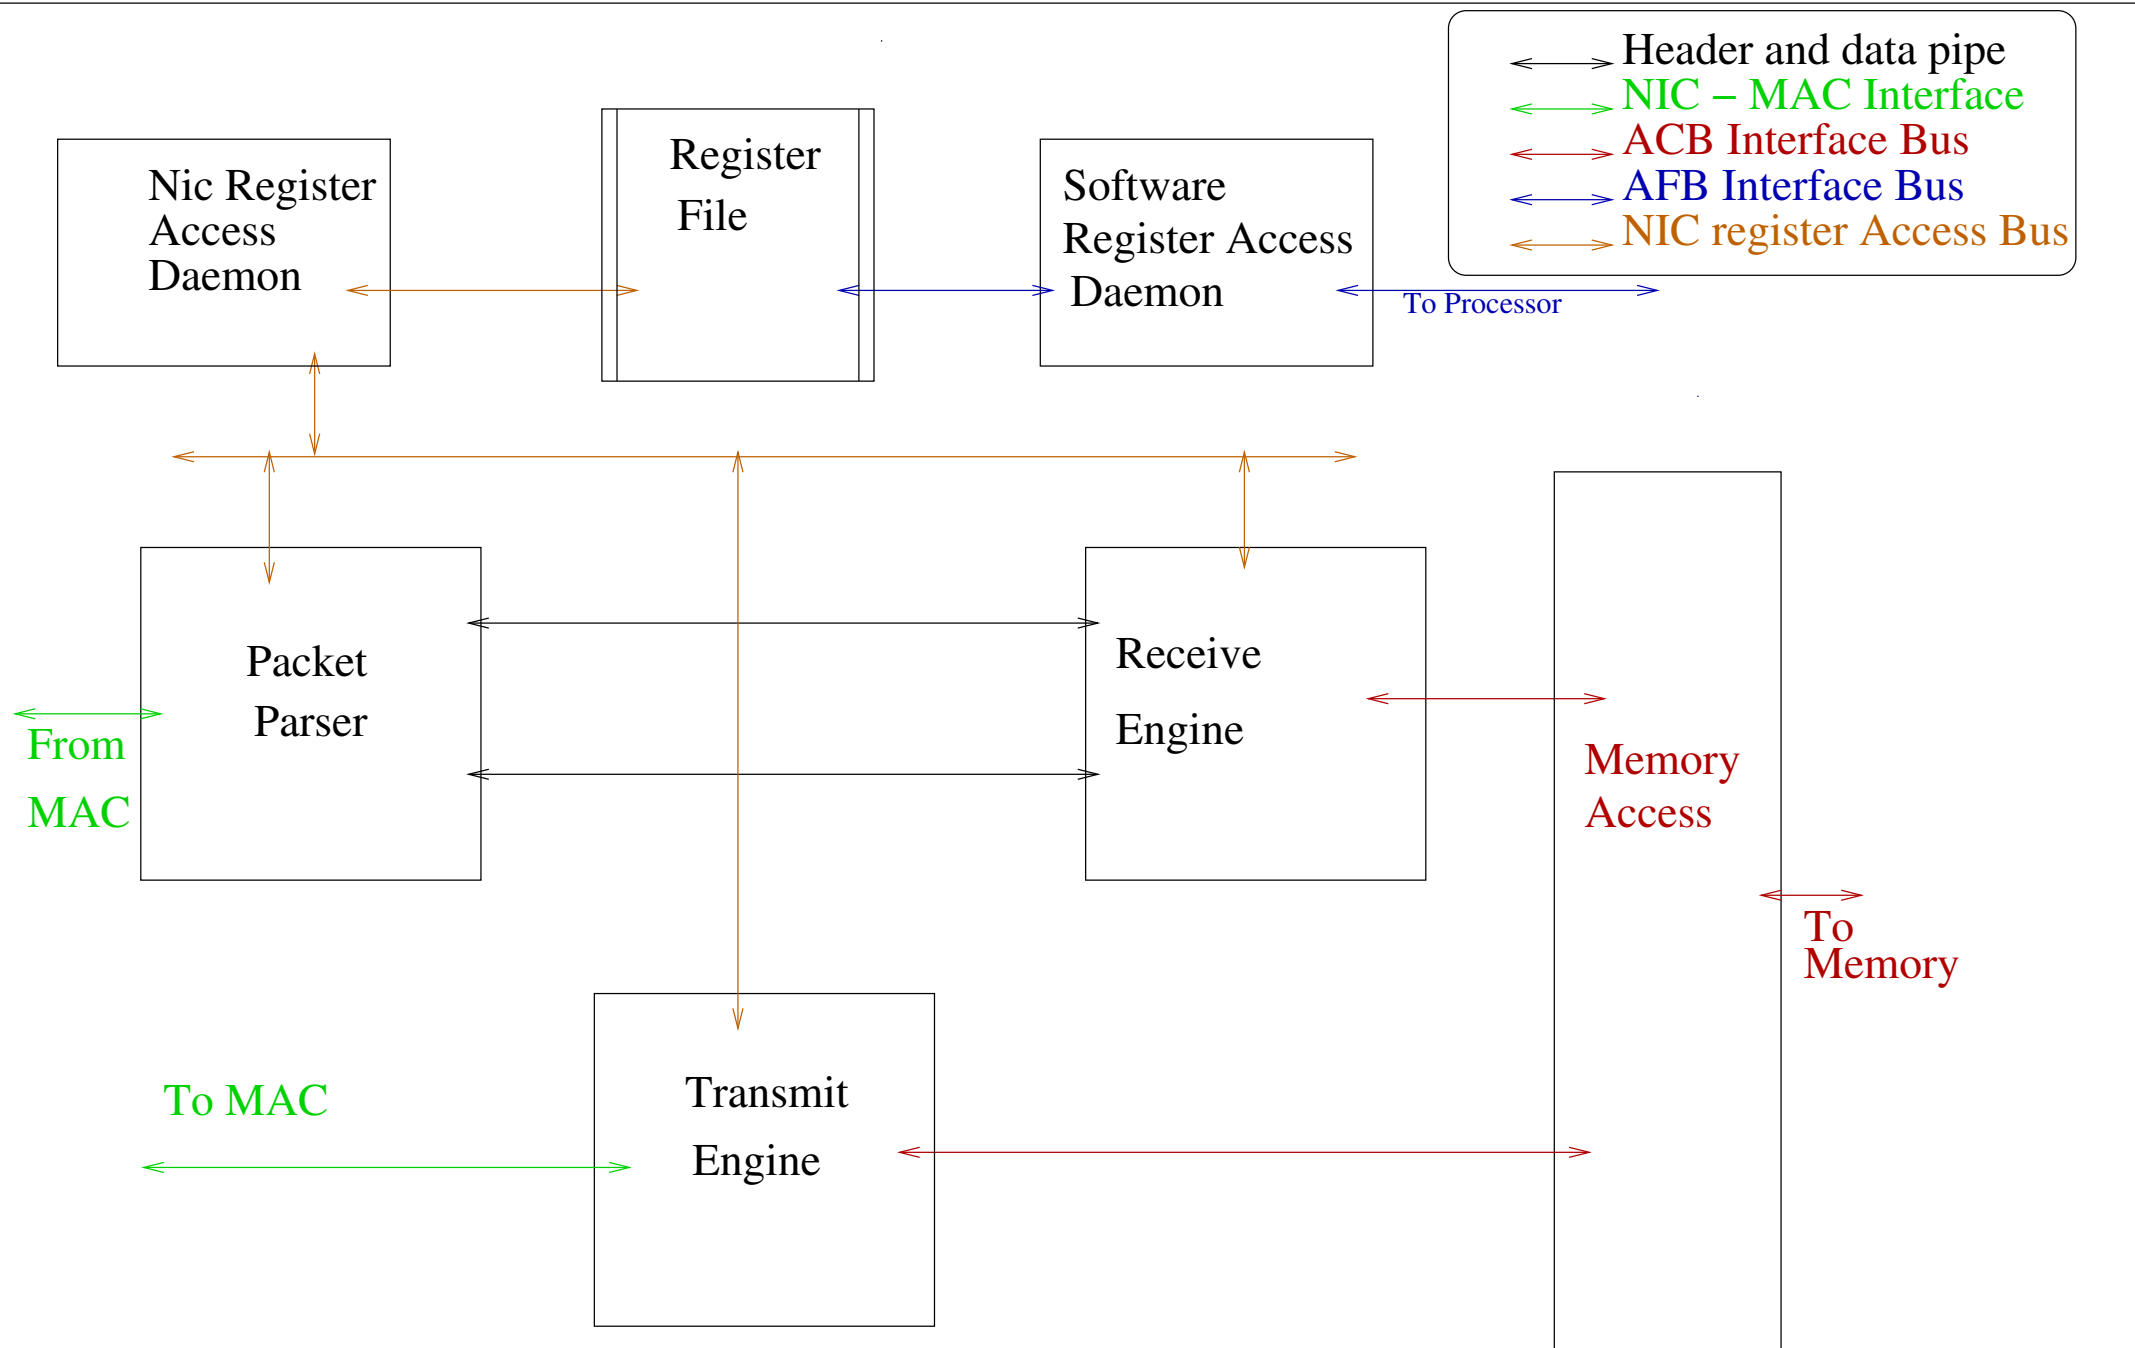 Header and data pipe
NIC – MAC Interface
ACB Interface Bus
AFB Interface Bus
NIC register Access Bus
Nic Register
Access
Daemon
Register
File
Software
Register Access
Daemon
To Processor
Packet
Parser
From
MAC
Receive
Engine
Memory
Access
To
Memory
To MAC
Transmit
Engine